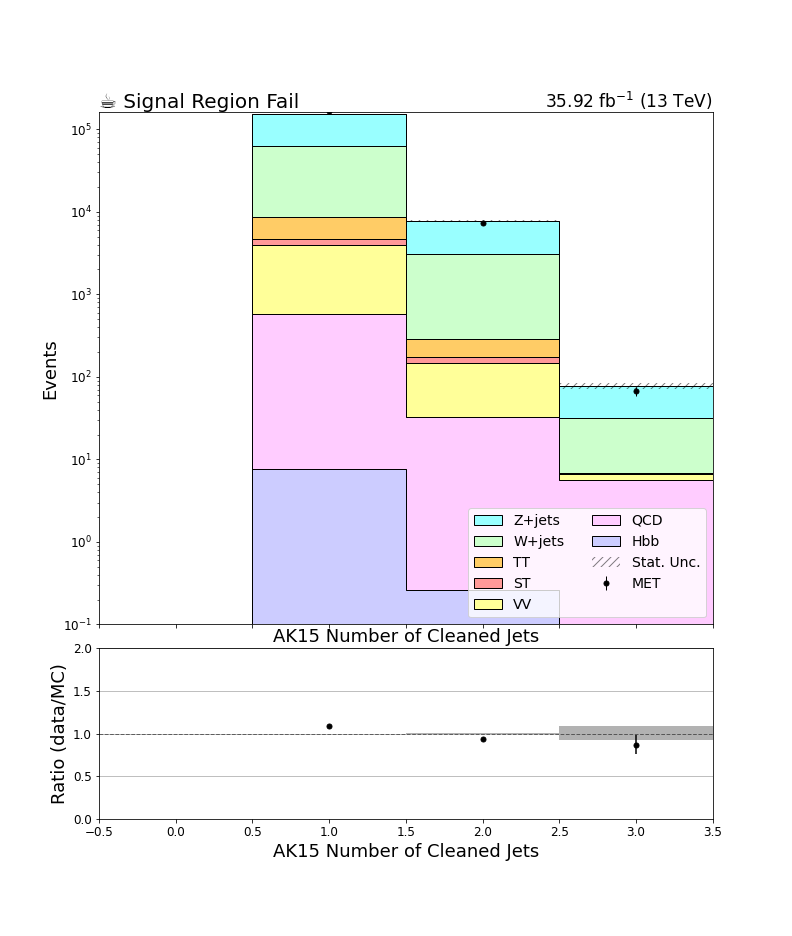 ☕ Signal Region Fail
35.92 fb⁻¹ (13 TeV)
Events
10⁵
10⁴
10³
10²
10¹
10⁰
10⁻¹
Z+jets
W+jets
TT
ST
VV
QCD
Hbb
Stat. Unc.
MET
AK15 Number of Cleaned Jets
Ratio (data/MC)
2.0
1.5
1.0
0.5
0.0
−0.5 0.0 0.5 1.0 1.5 2.0 2.5 3.0 3.5
AK15 Number of Cleaned Jets